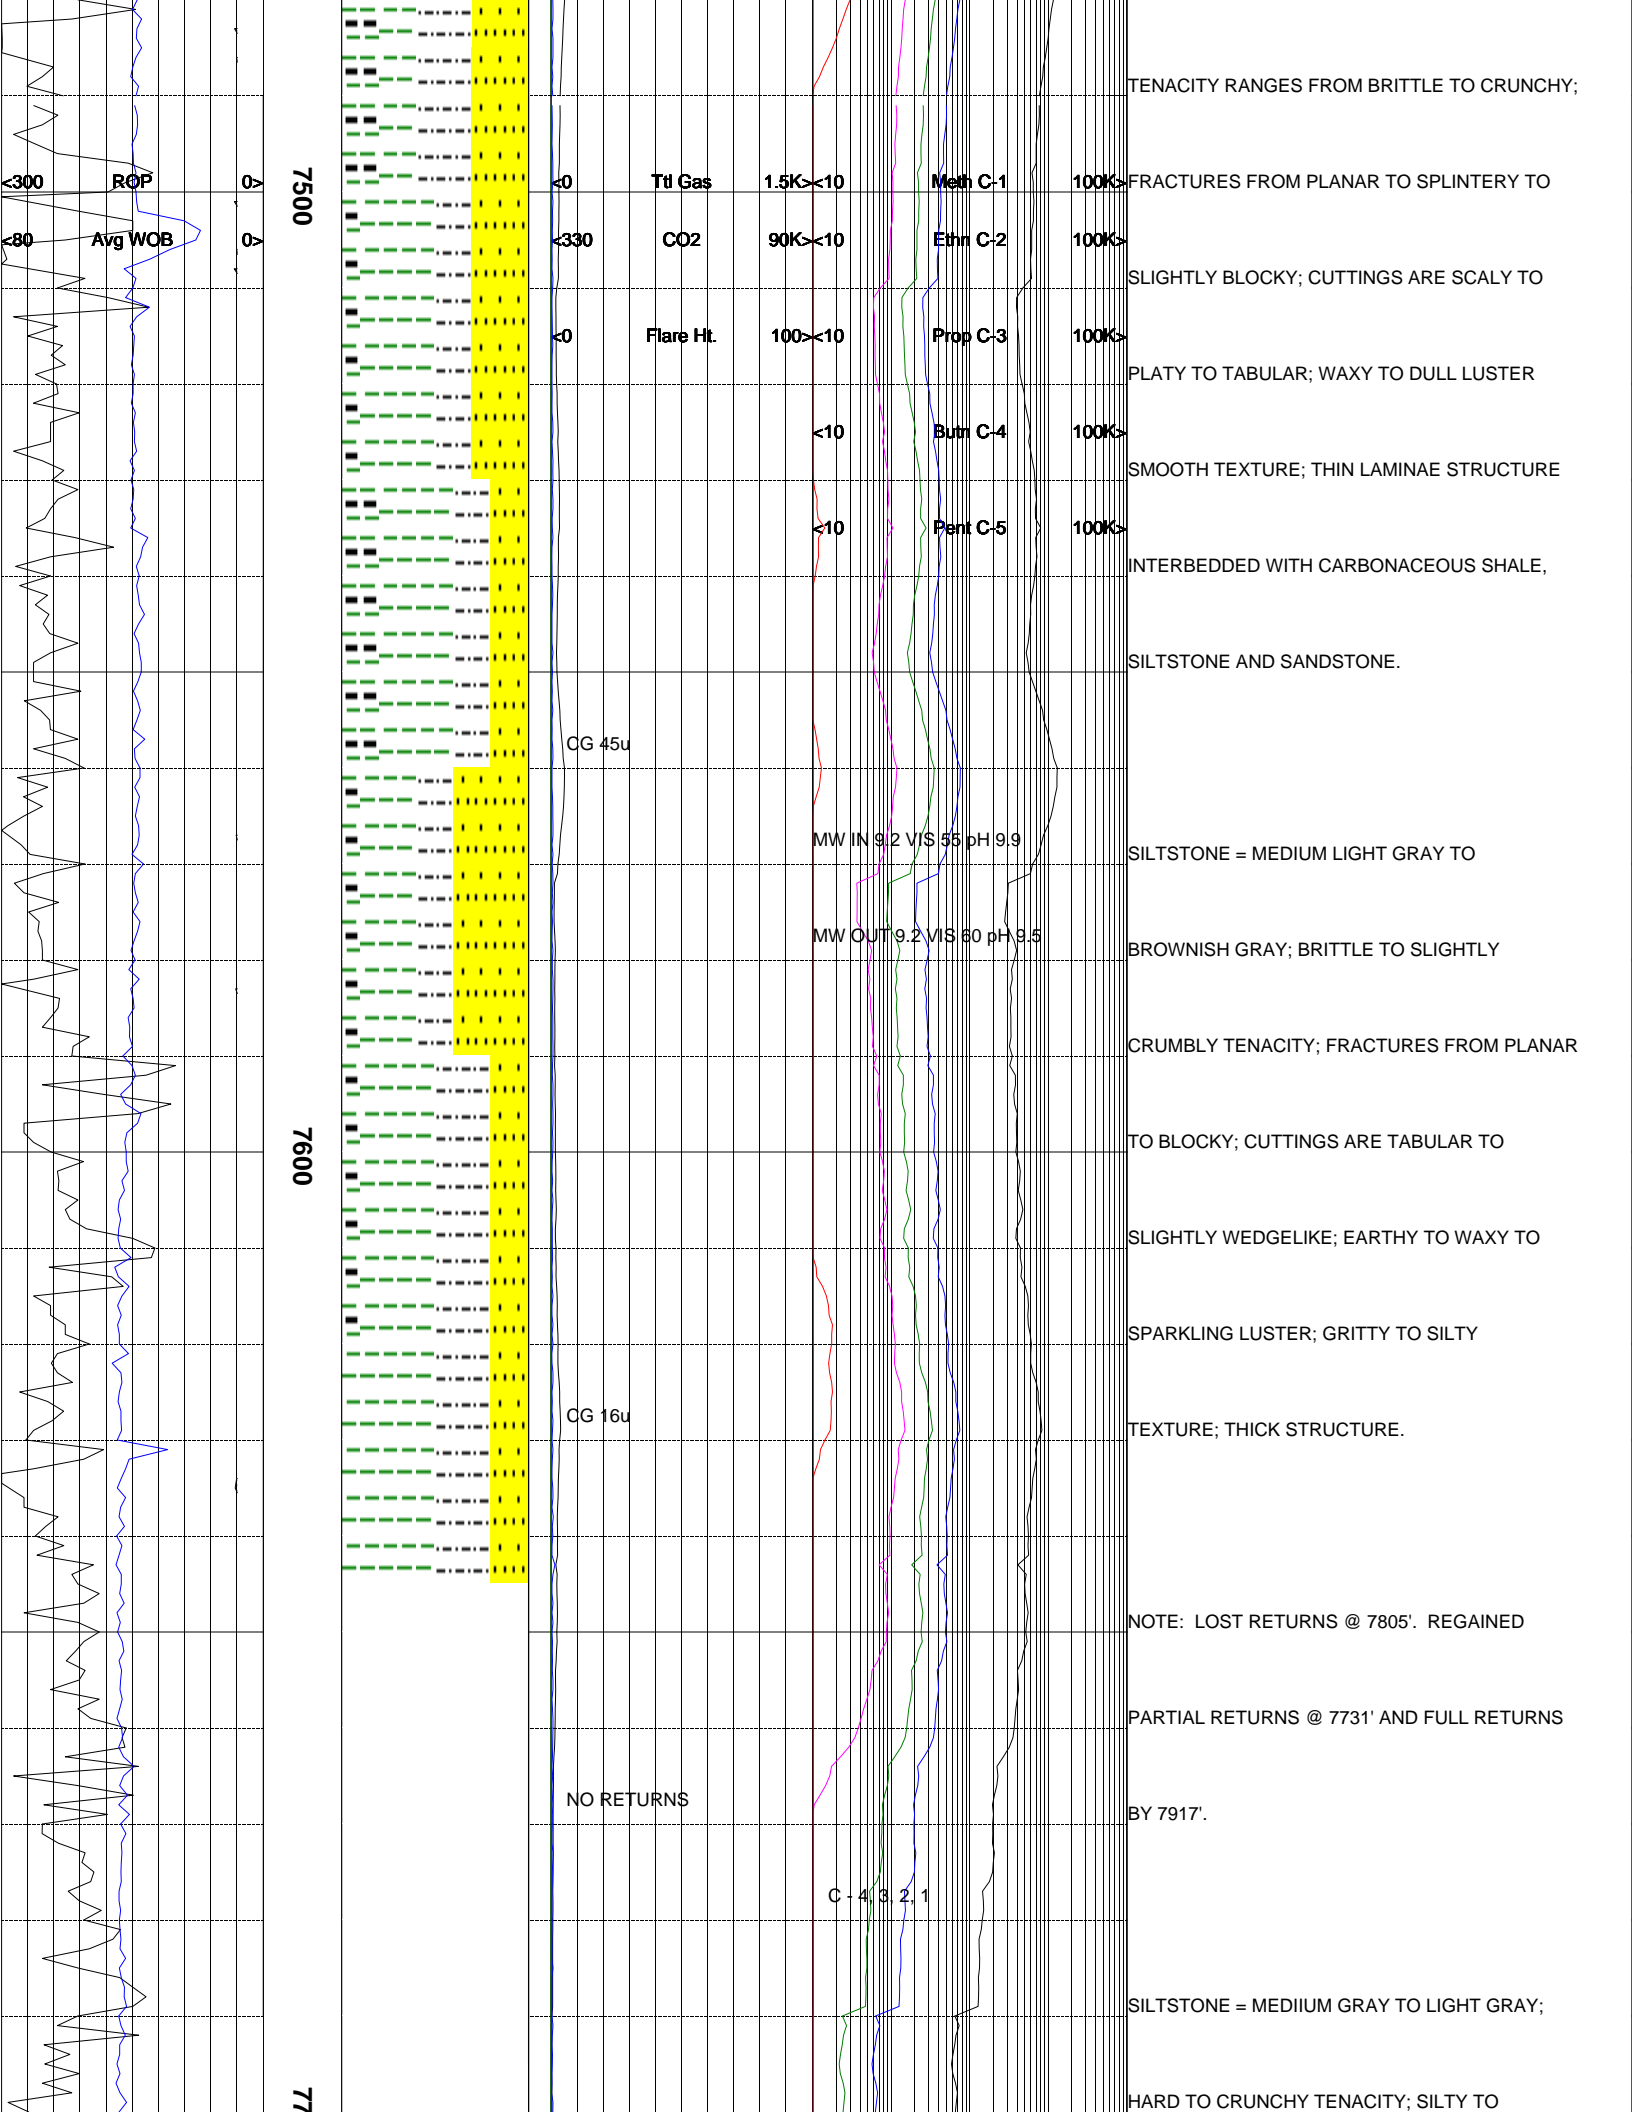 TENACITY RANGES FROM BRITTLE TO CRUNCHY;
<300 ROP 0>
7500
<0 Ttl Gas 1.5K>
<10 Meth C-1 100K>
FRACTURES FROM PLANAR TO SPLINTERY TO
<80 Avg WOB 0>
<330 CO2 90K>
<10 Ethn C-2 100K>
SLIGHTLY BLOCKY; CUTTINGS ARE SCALY TO
<0 Flare Ht. 100>
<10 Prop C-3 100K>
PLATY TO TABULAR; WAXY TO DULL LUSTER
<10 Butn C-4 100K>
SMOOTH TEXTURE; THIN LAMINAE STRUCTURE
<10 Pent C-5 100K>
INTERBEDDED WITH CARBONACEOUS SHALE,
SILTSTONE AND SANDSTONE.
CG 45u
MW IN 9.2 VIS 55 pH 9.9
SILTSTONE = MEDIUM LIGHT GRAY TO
MW OUT 9.2 VIS 60 pH 9.5
BROWNISH GRAY; BRITTLE TO SLIGHTLY
CRUMBLY TENACITY; FRACTURES FROM PLANAR
7600
TO BLOCKY; CUTTINGS ARE TABULAR TO
SLIGHTLY WEDGELIKE; EARTHY TO WAXY TO
SPARKLING LUSTER; GRITTY TO SILTY
CG 16u
TEXTURE; THICK STRUCTURE.
NOTE:  LOST RETURNS @ 7805'.  REGAINED
PARTIAL RETURNS @ 7731' AND FULL RETURNS
NO RETURNS
BY 7917'.
C - 4, 3, 2, 1
SILTSTONE = MEDIIUM GRAY TO LIGHT GRAY;
77
HARD TO CRUNCHY TENACITY; SILTY TO